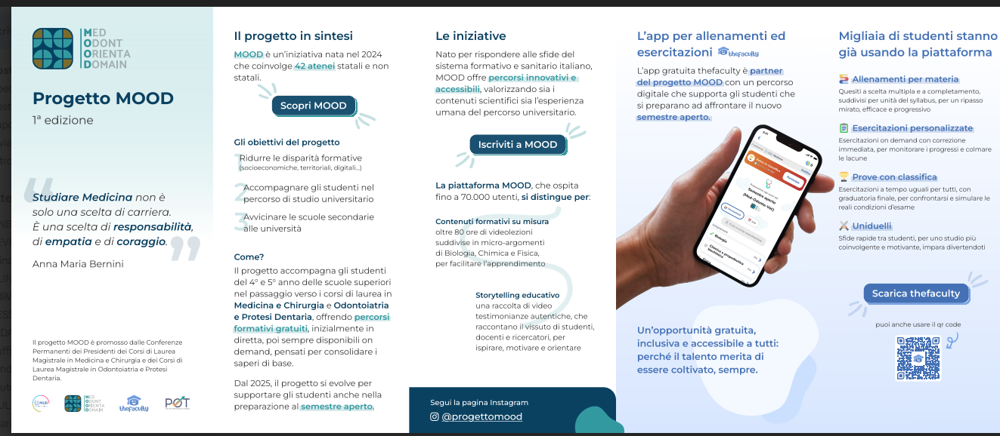 MED
ODONT
ORIENTA
DOMAIN
Progetto MOOD
1ª edizione
“
Studiare Medicina non è
solo una scelta di carriera.
È una scelta di responsabilità,
di empatia e di coraggio.
”
Anna Maria Bernini
Il progetto MOOD è promosso dalle Conferenze
Permanenti dei Presidenti dei Corsi di Laurea
Magistrale in Medicina e Chirurgia e dei Corsi di
Laurea Magistrale in Odontoiatria e Protesi
Dentaria.
MUR
MED
ODONT
ORIENTA
DOMAIN
thefaculty
POT
Il progetto in sintesi
MOOD è un’iniziativa nata nel 2024
che coinvolge 42 atenei statali e non
statali.
Scopri MOOD
Gli obiettivi del progetto
1
Ridurre le disparità formative
(socioeconomiche, territoriali, digitali...)
2
Accompagnare gli studenti nel
percorso di studio universitario
3
Avvicinare le scuole secondarie
alle università
Come?
Il progetto accompagna gli studenti
del 4° e 5° anno delle scuole superiori
nel passaggio verso i corsi di laurea in
Medicina e Chirurgia e Odontoiatria
e Protesi Dentaria, offrendo percorsi
formativi gratuiti, inizialmente in
diretta, poi sempre disponibili on
demand, pensati per consolidare i
saperi di base.
Dal 2025, il progetto si evolve per
supportare gli studenti anche nella
preparazione al semestre aperto.
Le iniziative
Nato per rispondere alle sfide del
sistema formativo e sanitario italiano,
MOOD offre percorsi innovativi e
accessibili, valorizzando sia i
contenuti scientifici sia l’esperienza
umana del percorso universitario.
Iscriviti a MOOD
La piattaforma MOOD, che ospita
fino a 70.000 utenti, si distingue per:
Contenuti formativi su misura
oltre 80 ore di videolezioni
suddivise in micro-argomenti
di Biologia, Chimica e Fisica,
per facilitare l’apprendimento
Storytelling educativo
una raccolta di video
testimonianze autentiche, che
raccontano il vissuto di studenti,
docenti e ricercatori, per
ispirare, motivare e orientare
Segui la pagina Instagram
@progettomood
L’app per allenamenti ed
esercitazioni thefaculty
L’app gratuita thefaculty è partner
del progetto MOOD con un percorso
digitale che supporta gli studenti che
si preparano ad affrontare il nuovo
semestre aperto.
Semestre aperto
(Med-Odonto-Vet)
Biologia
Chimica e propedeutica
biochimica
Fisica
Un’opportunità gratuita,
inclusiva e accessibile a tutti:
perché il talento merita di
essere coltivato, sempre.
Migliaia di studenti stanno
già usando la piattaforma
Allenamenti per materia
Quesiti a scelta multipla e a completamento,
suddivisi per unità del syllabus, per un ripasso
mirato, efficace e progressivo
Esercitazioni personalizzate
Esercitazioni on demand con correzione
immediata, per monitorare i progressi e colmare
le lacune
Prove con classifica
Esercitazioni a tempo uguali per tutti, con
graduatoria finale, per confrontarsi e simulare le
reali condizioni d’esame
Uniduelli
Sfide rapide tra studenti, per uno studio più
coinvolgente e motivante, impara divertendoti
Scarica thefaculty
puoi anche usare il qr code